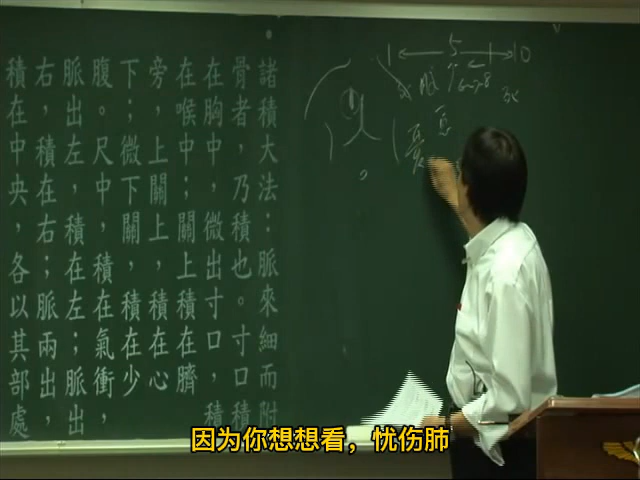 諸積大法：脈來細而附
骨者，乃積也。寸口積
在胸中，微出寸口，積
在喉中；關上積在臍
旁，上關上，積在心
下；微下關，積在少
腹。尺中，積在氣衝，
脈出左，積在左；脈出
右，積在右；脈兩出，
積在中央，各以其部處
1 5 10
憂
因为你想想看，忧伤肺